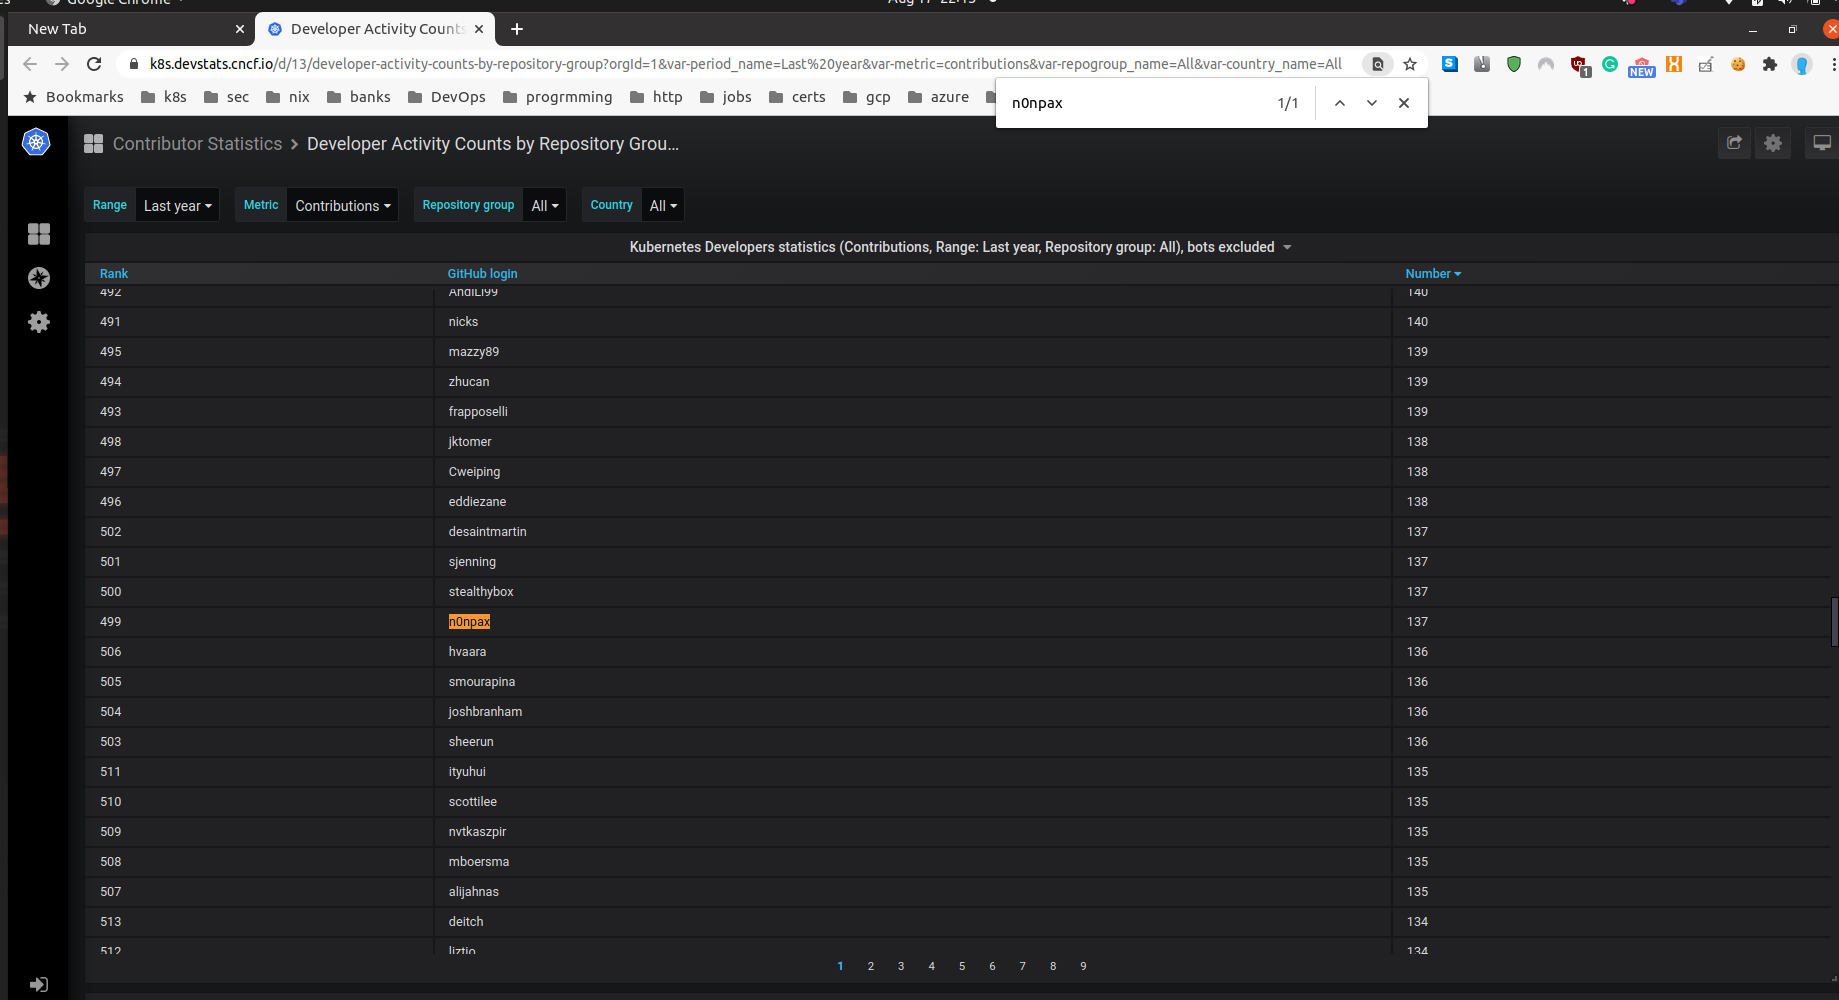 Google Chrome
Aug 17 22:13
New Tab
Developer Activity Counts
k8s.devstats.cncf.io/d/13/developer-activity-counts-by-repository-group?orgId=1&var-period_name=Last%20year&var-metric=contributions&var-repogroup_name=All&var-country_name=All
1
NEW
Bookmarks k8s sec nix banks DevOps progrmming http jobs certs gcp azure
n0npax 1/1
Contributor Statistics > Developer Activity Counts by Repository Grou...
Range Last year Metric Contributions Repository group All Country All
Kubernetes Developers statistics (Contributions, Range: Last year, Repository group: All), bots excluded
Rank GitHub login Number
492 AndiLi99 140
491 nicks 140
495 mazzy89 139
494 zhucan 139
493 frapposelli 139
498 jktomer 138
497 Cweiping 138
496 eddiezane 138
502 desaintmartin 137
501 sjenning 137
500 stealthybox 137
499 n0npax 137
506 hvaara 136
505 smourapina 136
504 joshbranham 136
503 sheerun 136
511 ityuhui 135
510 scottilee 135
509 nvtkaszpir 135
508 mboersma 135
507 alijahnas 135
513 deitch 134
512 liztio 134
1 2 3 4 5 6 7 8 9